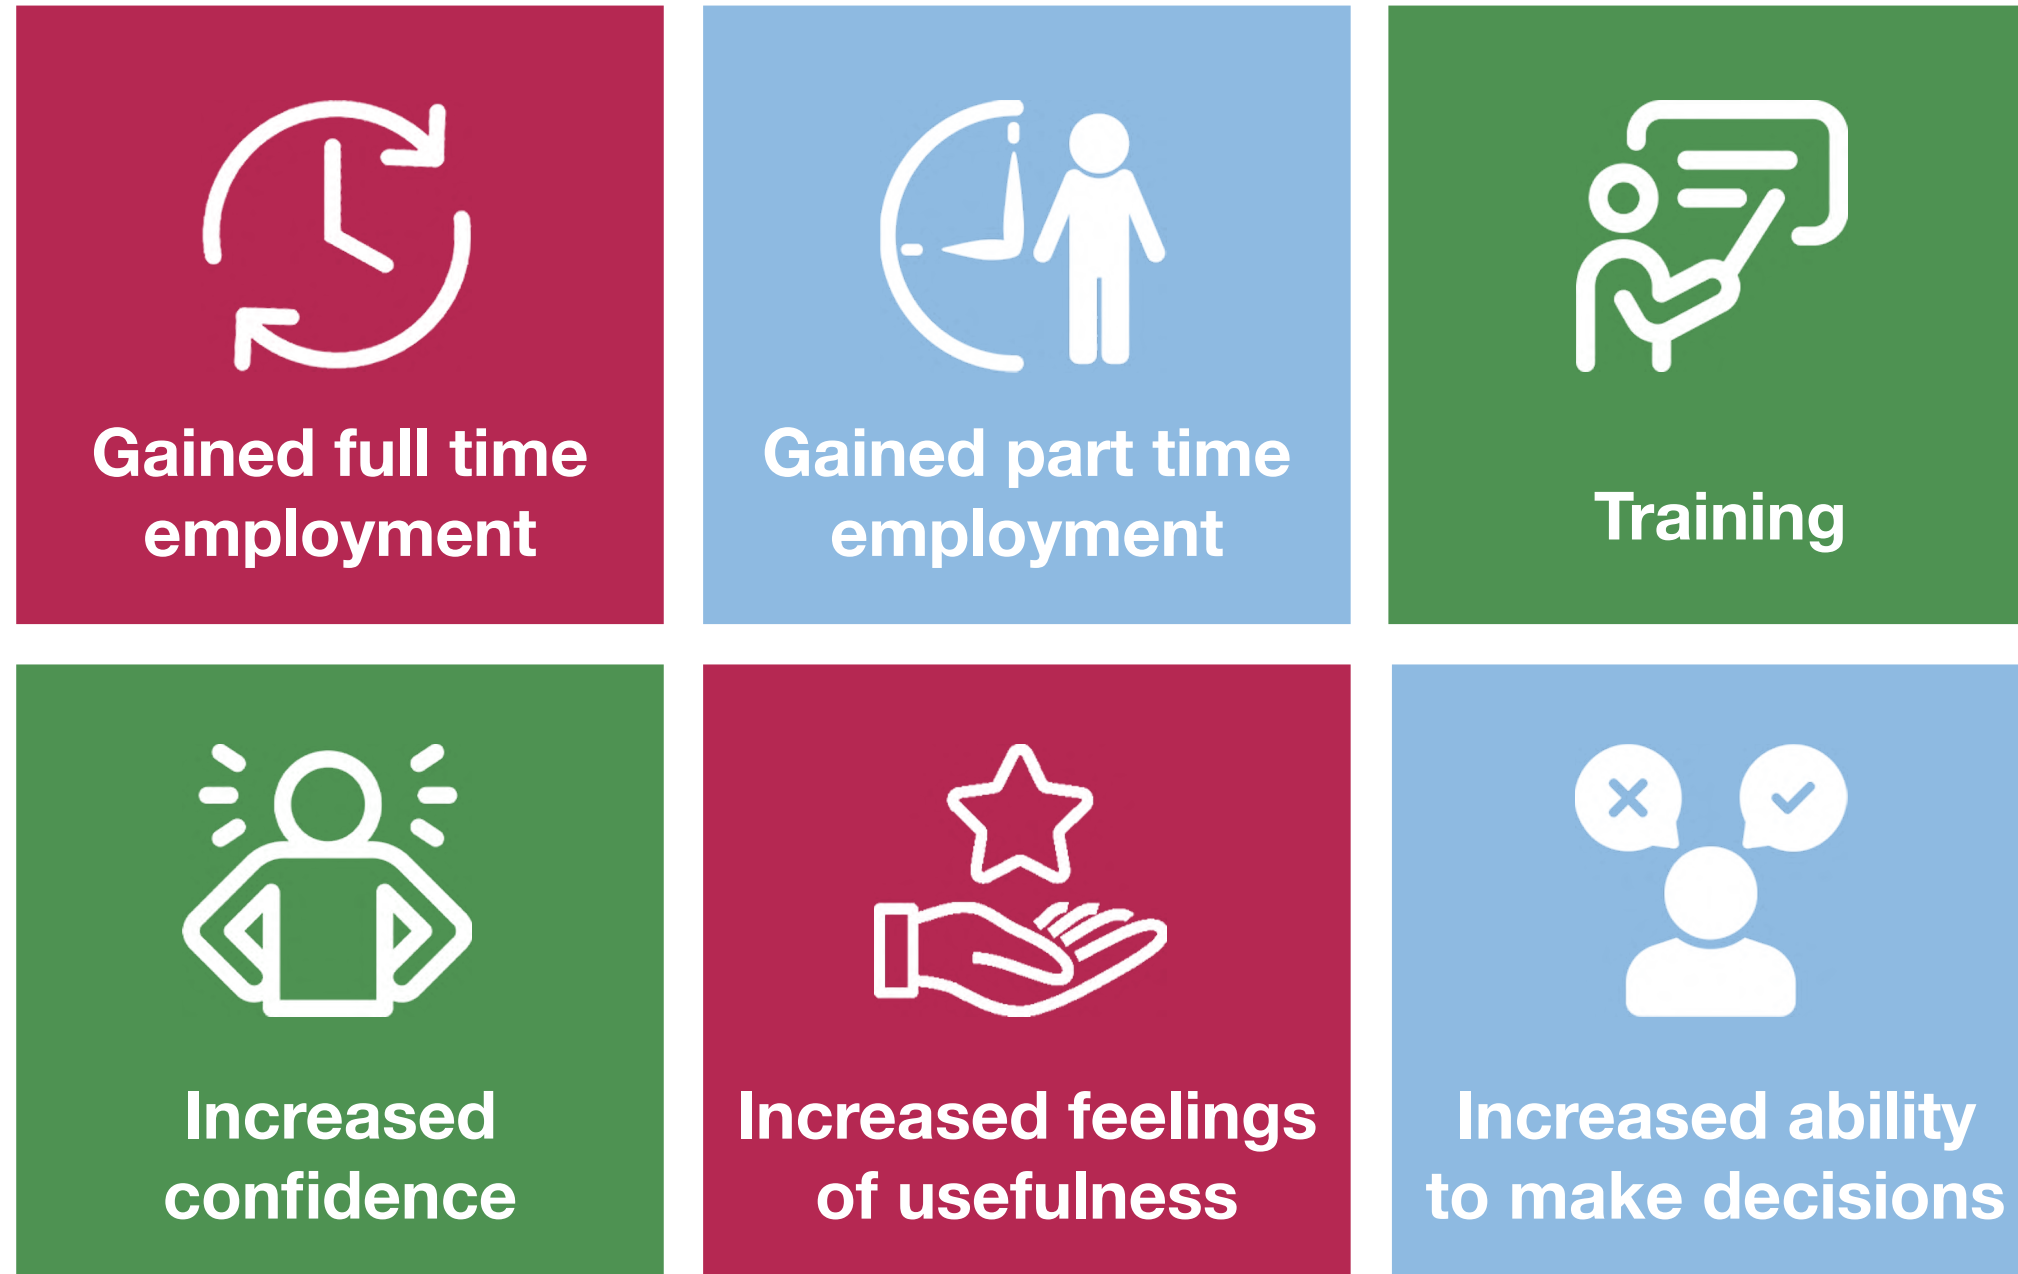 Gained full time
employment
Gained part time
employment
Training
Increased
confidence
Increased feelings
of usefulness
Increased ability
to make decisions